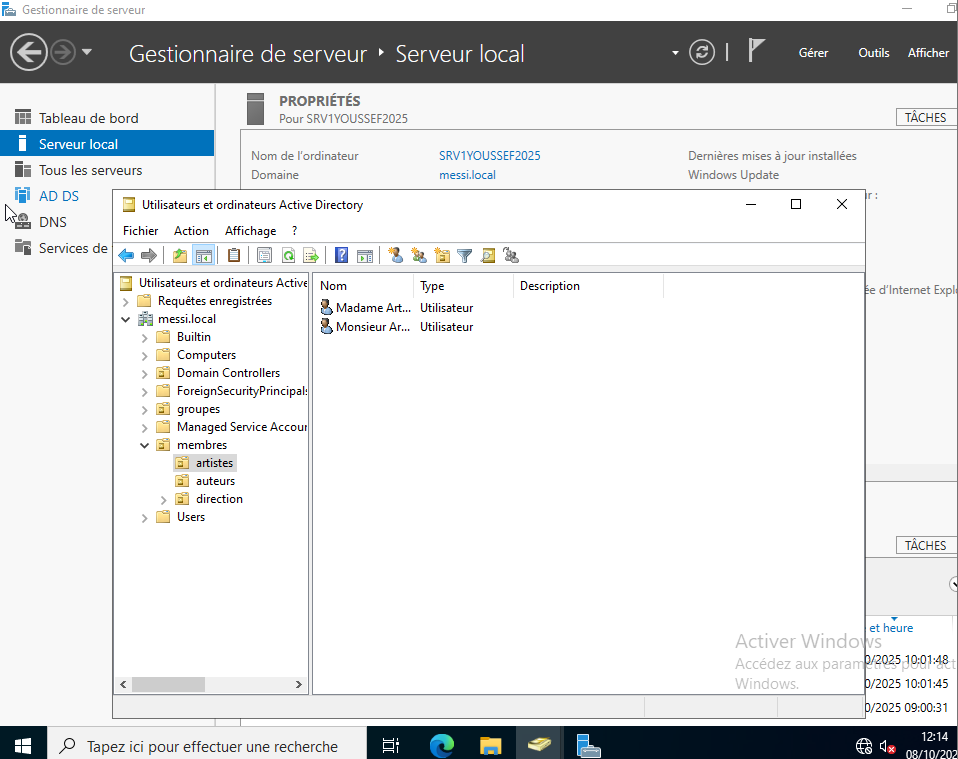 Gestionnaire de serveur
Gestionnaire de serveur ‣ Serveur local
Gérer Outils Afficher
Tableau de bord
Serveur local
Tous les serveurs
AD DS
DNS
Services de
PROPRIÉTÉS
Pour SRV1YOUSSEF2025
TÂCHES
Nom de l'ordinateur SRV1YOUSSEF2025 Dernières mises à jour installées
Domaine messi.local Windows Update
r :
ée d'Internet Explo
Utilisateurs et ordinateurs Active Directory
Fichier Action Affichage ?
Utilisateurs et ordinateurs Active
Requêtes enregistrées
messi.local
Builtin
Computers
Domain Controllers
ForeignSecurityPrincipals
groupes
Managed Service Accour
membres
artistes
auteurs
direction
Users
Nom Type Description
Madame Art... Utilisateur
Monsieur Ar... Utilisateur
TÂCHES
et heure
0/2025 10:01:48
0/2025 10:01:45
0/2025 09:00:31
Activer Windows
Accédez aux paramètres pour act
Windows.
Tapez ici pour effectuer une recherche
12:14
08/10/202